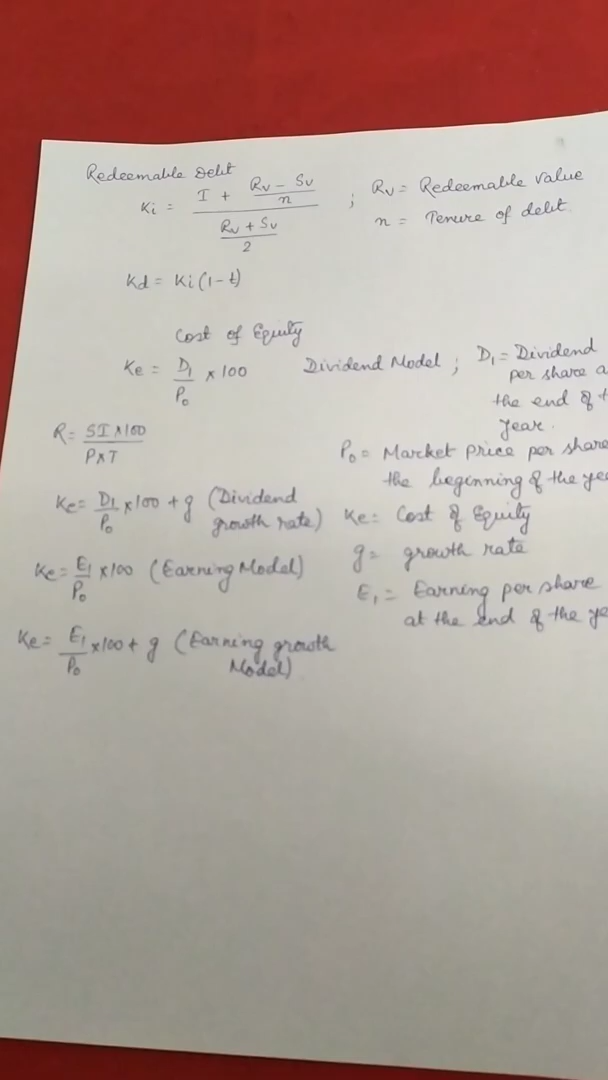 Redeemable Debt
Ki = (I + (Rv - Sv)/n) / ((Rv + Sv)/2) ; Rv = Redeemable value
n = Tenure of debt
Kd = Ki (1-t)
Cost of Equity
Ke = D1/P0 × 100 Dividend Model ; D1 = Dividend
per share a
the end of t
year.
R = SI×100 / P×T
P0 = Market price per share
the beginning of the ye
Ke = D1/P0 ×100 + g (Dividend
growth rate)
Ke = Cost of Equity
g = growth rate
Ke = E1/P0 ×100 (Earning Model)
E1 = Earning per share
at the end of the ye
Ke = E1/P0 ×100 + g (Earning growth
Model)